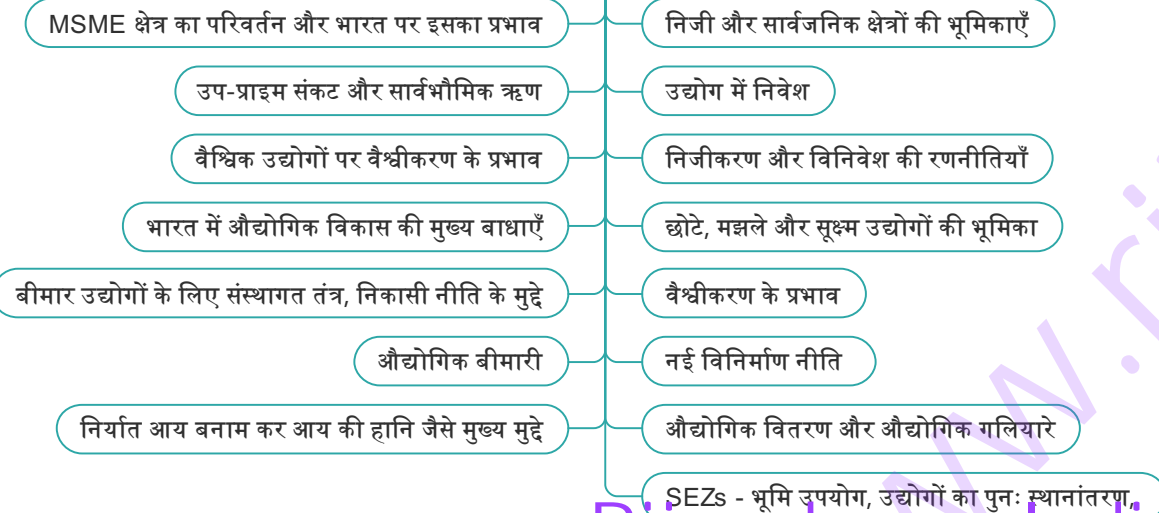 MSME क्षेत्र का परिवर्तन और भारत पर इसका प्रभाव
उप-प्राइम संकट और सार्वभौमिक ऋण
वैश्विक उद्योगों पर वैश्वीकरण के प्रभाव
भारत में औद्योगिक विकास की मुख्य बाधाएँ
बीमार उद्योगों के लिए संस्थागत तंत्र, निकासी नीति के मुद्दे
औद्योगिक बीमारी
निर्यात आय बनाम कर आय की हानि जैसे मुख्य मुद्दे
निजी और सार्वजनिक क्षेत्रों की भूमिकाएँ
उद्योग में निवेश
निजीकरण और विनिवेश की रणनीतियाँ
छोटे, मझले और सूक्ष्म उद्योगों की भूमिका
वैश्वीकरण के प्रभाव
नई विनिर्माण नीति
औद्योगिक वितरण और औद्योगिक गलियारे
SEZs - भूमि उपयोग, उद्योगों का पुनः स्थानांतरण,